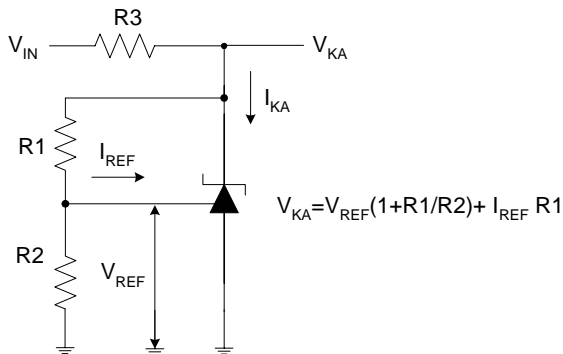 R3
V_IN
V_KA
I_KA
R1
I_REF
V_KA=V_REF(1+R1/R2)+ I_REF R1
R2
V_REF